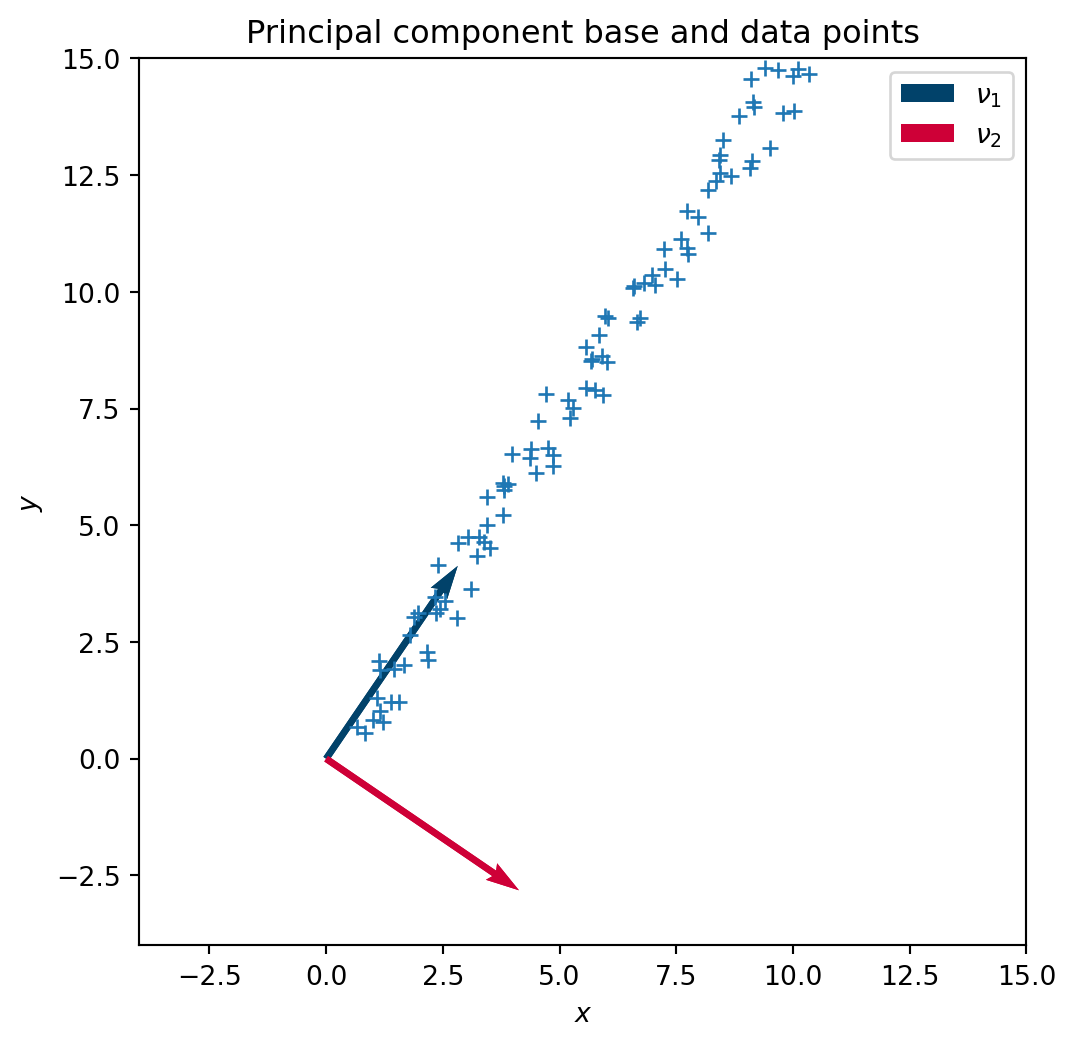 Principal component base and data points
15.0
12.5
10.0
7.5
5.0
2.5
0.0
−2.5
y
ν₁
ν₂
−2.5 0.0 2.5 5.0 7.5 10.0 12.5 15.0
x